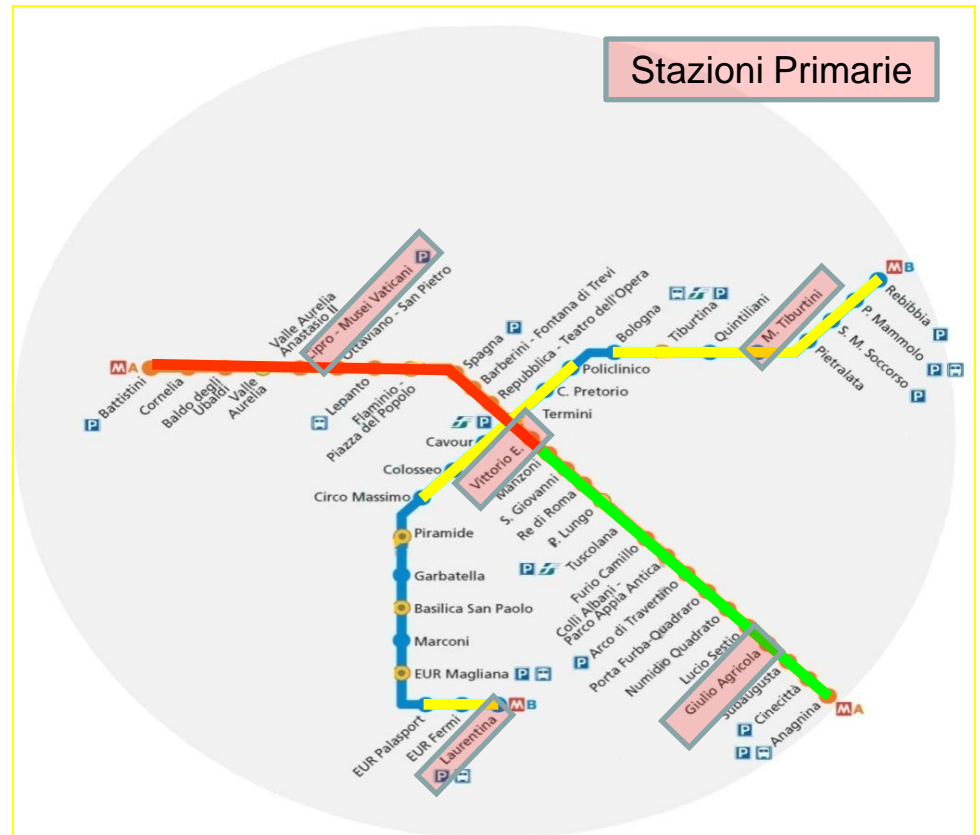 Stazioni Primarie
MA
Battistini
Cornelia
Baldo degli
Ubaldi
Valle
Aurelia
Valle Aurelia
Anastasio II
Cipro - Musei Vaticani
P
Ottaviano - San Pietro
Lepanto
Flaminio -
Piazza del Popolo
Spagna
P
Barberini - Fontana di Trevi
Repubblica - Teatro dell'Opera
Termini
P
Vittorio E.
Manzoni
S. Giovanni
Re di Roma
P. Lungo
Tuscolana
P
Furio Camillo
Colli Albani -
Parco Appia Antica
Arco di Travertino
P
Porta Furba-Quadraro
Numidio Quadrato
Lucio Sestio
Giulio Agricola
Subaugusta
P
Cinecittà
Anagnina
P
MA
MB
Rebibbia
P
P. Mammolo
P
S. M. Soccorso
P
Pietralata
M. Tiburtini
Quintiliani
Tiburtina
P
Bologna
Policlinico
C. Pretorio
Cavour
Colosseo
Circo Massimo
Piramide
Garbatella
Basilica San Paolo
Marconi
EUR Magliana P
EUR Palasport
EUR Fermi
Laurentina
P
MB
P